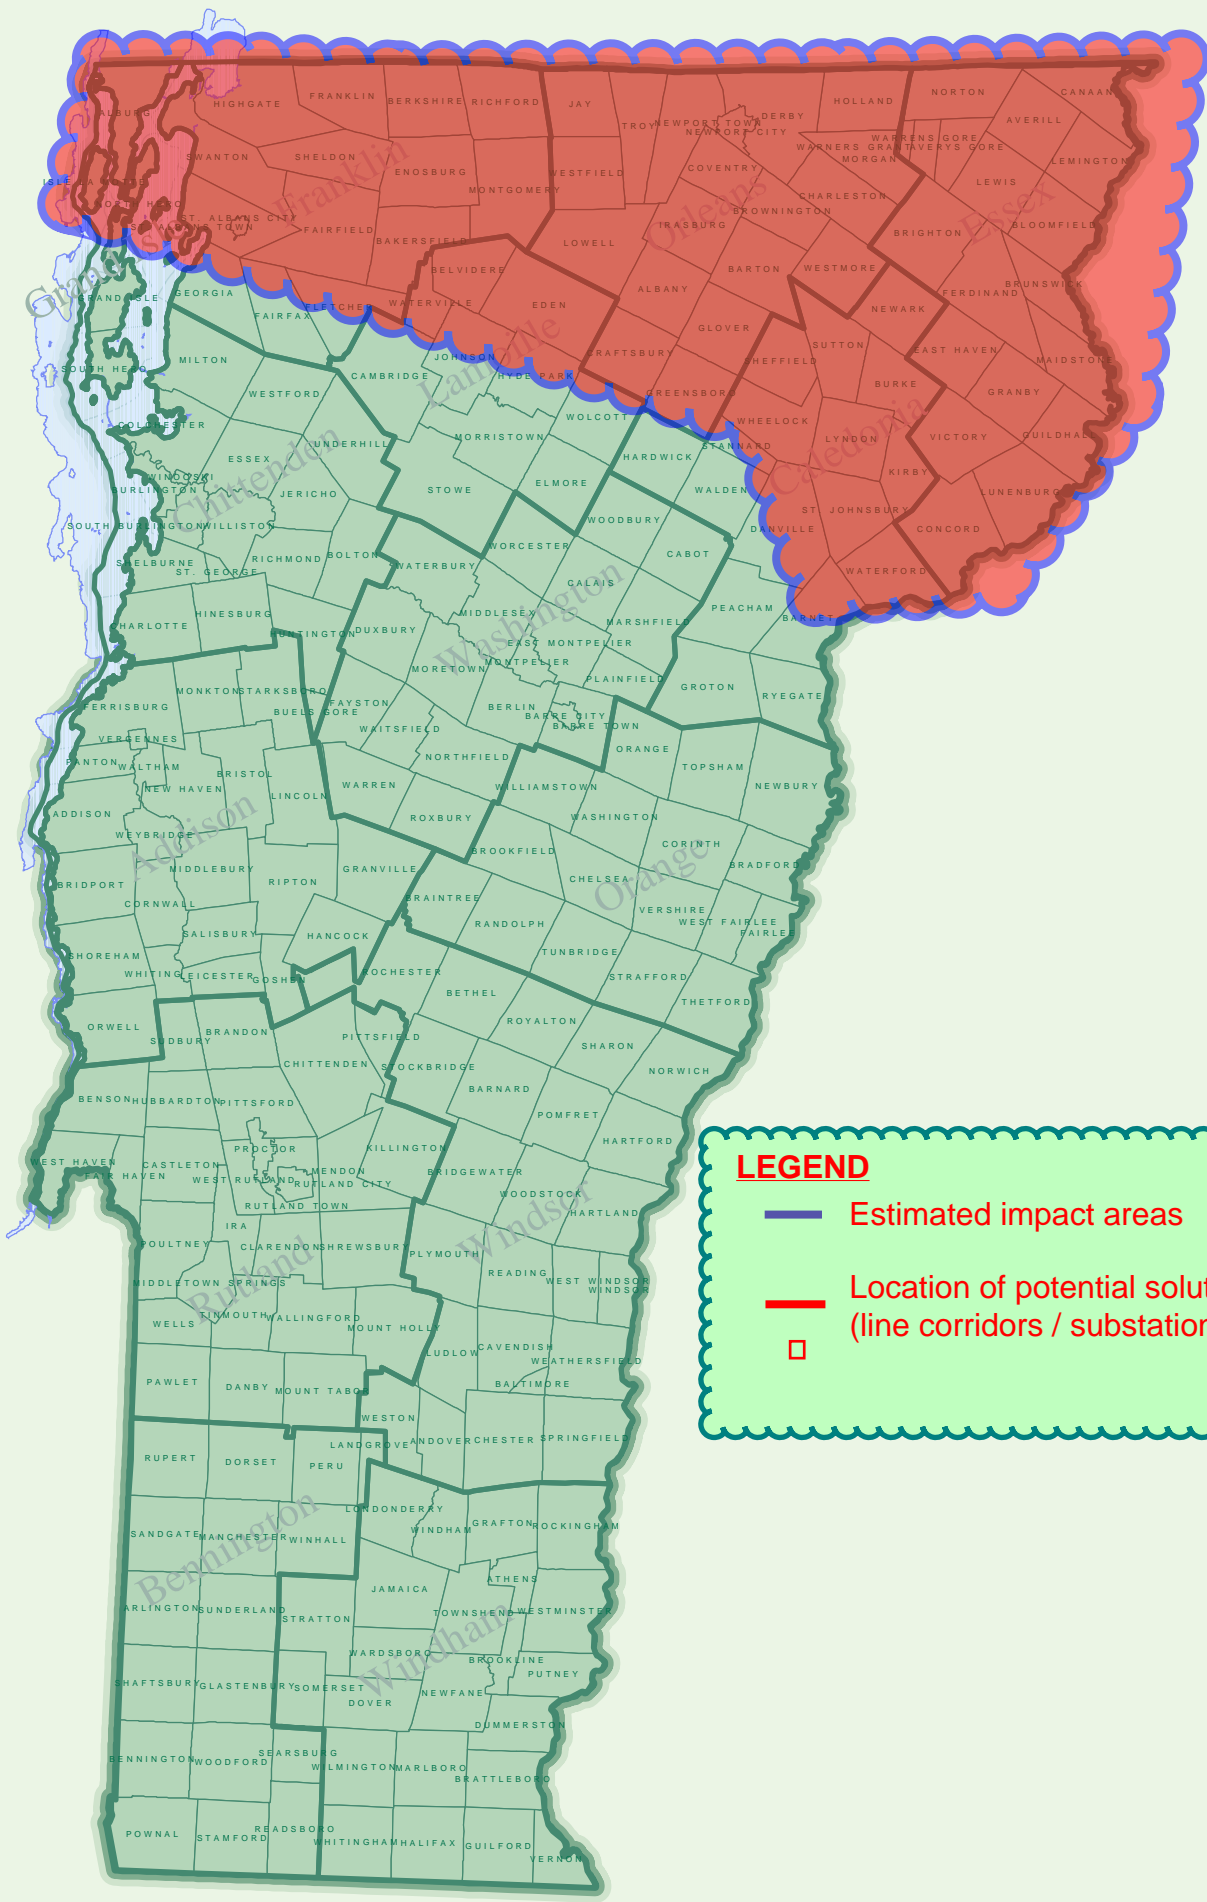 HIGHGATE
FRANKLIN
BERKSHIRE
RICHFORD
JAY
TROY
NEWPORT TOWN
NEWPORT CITY
DERBY
HOLLAND
NORTON
CANAAN
AVERILL
ALBURG
WARRENS GORE
WARNERS GRANT
AVERYS GORE
MORGAN
LEMINGTON
SWANTON
SHELDON
ENOSBURG
MONTGOMERY
WESTFIELD
COVENTRY
CHARLESTON
LEWIS
ISLE LA MOTTE
NORTH HERO
ST. ALBANS CITY
ST. ALBANS TOWN
FAIRFIELD
BAKERSFIELD
LOWELL
IRASBURG
BROWNINGTON
BRIGHTON
BLOOMFIELD
Franklin
Orleans
Essex
Grand Isle
GRAND ISLE
GEORGIA
FAIRFAX
FLETCHER
WATERVILLE
BELVIDERE
EDEN
ALBANY
BARTON
WESTMORE
NEWARK
FERDINAND
BRUNSWICK
GLOVER
SUTTON
EAST HAVEN
MAIDSTONE
SOUTH HERO
MILTON
WESTFORD
CAMBRIDGE
JOHNSON
HYDE PARK
CRAFTSBURY
GREENSBORO
SHEFFIELD
BURKE
GRANBY
Lamoille
COLCHESTER
ESSEX
UNDERHILL
MORRISTOWN
WOLCOTT
HARDWICK
STANNARD
WHEELOCK
LYNDON
VICTORY
GUILDHALL
Chittenden
Caledonia
WINOOSKI
BURLINGTON
JERICHO
STOWE
ELMORE
WALDEN
KIRBY
LUNENBURG
SOUTH BURLINGTON
WILLISTON
WOODBURY
DANVILLE
ST. JOHNSBURY
CONCORD
SHELBURNE
ST. GEORGE
RICHMOND
BOLTON
WATERBURY
WORCESTER
CALAIS
CABOT
WATERFORD
CHARLOTTE
HINESBURG
HUNTINGTON
DUXBURY
MIDDLESEX
EAST MONTPELIER
MARSHFIELD
PEACHAM
BARNET
Washington
FERRISBURG
MONKTON
STARKSBORO
BUELS GORE
FAYSTON
MORETOWN
MONTPELIER
BERLIN
PLAINFIELD
GROTON
RYEGATE
VERGENNES
PANTON
WALTHAM
NEW HAVEN
BRISTOL
LINCOLN
WAITSFIELD
NORTHFIELD
BARRE CITY
BARRE TOWN
ORANGE
TOPSHAM
NEWBURY
ADDISON
WEYBRIDGE
WARREN
ROXBURY
WILLIAMSTOWN
WASHINGTON
CORINTH
BRADFORD
Addison
Orange
BRIDPORT
CORNWALL
MIDDLEBURY
RIPTON
GRANVILLE
BROOKFIELD
CHELSEA
VERSHIRE
WEST FAIRLEE
FAIRLEE
BRAINTREE
RANDOLPH
SHOREHAM
WHITING
SALISBURY
LEICESTER
GOSHEN
HANCOCK
ROCHESTER
TUNBRIDGE
STRAFFORD
THETFORD
BETHEL
ORWELL
SUDBURY
BRANDON
CHITTENDEN
PITTSFIELD
STOCKBRIDGE
ROYALTON
SHARON
NORWICH
BENSON
HUBBARDTON
PITTSFORD
BARNARD
POMFRET
HARTFORD
WEST HAVEN
FAIR HAVEN
CASTLETON
PROCTOR
WEST RUTLAND
RUTLAND CITY
MENDON
RUTLAND TOWN
KILLINGTON
BRIDGEWATER
WOODSTOCK
HARTLAND
Rutland
Windsor
POULTNEY
IRA
CLARENDON
SHREWSBURY
PLYMOUTH
READING
WEST WINDSOR
WINDSOR
MIDDLETOWN SPRINGS
WELLS
TINMOUTH
WALLINGFORD
MOUNT HOLLY
LUDLOW
CAVENDISH
WEATHERSFIELD
BALTIMORE
PAWLET
DANBY
MOUNT TABOR
WESTON
LANDGROVE
ANDOVER
CHESTER
SPRINGFIELD
RUPERT
DORSET
PERU
LONDONDERRY
WINDHAM
GRAFTON
ROCKINGHAM
Bennington
Windham
SANDGATE
MANCHESTER
WINHALL
JAMAICA
ATHENS
ARLINGTON
SUNDERLAND
STRATTON
TOWNSHEND
WESTMINSTER
WARDSBORO
BROOKLINE
PUTNEY
SHAFTSBURY
GLASTENBURY
SOMERSET
DOVER
NEWFANE
DUMMERSTON
BENNINGTON
WOODFORD
SEARSBURG
WILMINGTON
MARLBORO
BRATTLEBORO
POWNAL
STAMFORD
READSBORO
WHITINGHAM
HALIFAX
GUILFORD
VERNON
LEGEND
Estimated impact areas
Location of potential solut
(line corridors / substation